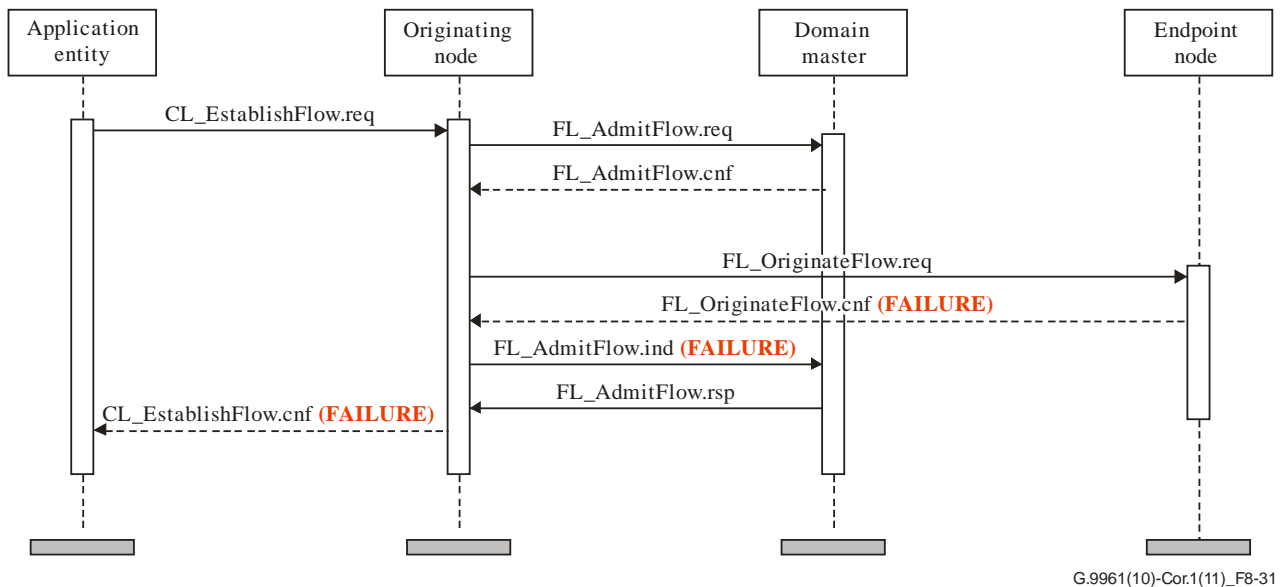 Application
entity
Originating
node
Domain
master
Endpoint
node
CL_EstablishFlow.req
FL_AdmitFlow.req
FL_AdmitFlow.cnf
FL_OriginateFlow.req
FL_OriginateFlow.cnf (FAILURE)
FL_AdmitFlow.ind (FAILURE)
FL_AdmitFlow.rsp
CL_EstablishFlow.cnf (FAILURE)
G.9961(10)-Cor.1(11)_F8-31